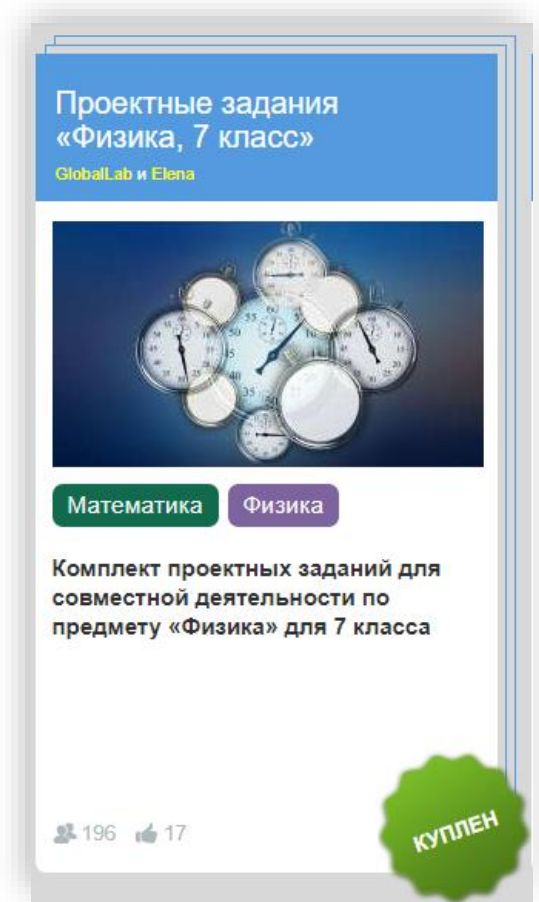 Проектные задания
«Физика, 7 класс»
GlobalLab и Elena
Математика
Физика
Комплект проектных заданий для
совместной деятельности по
предмету «Физика» для 7 класса
196
17
КУПЛЕН